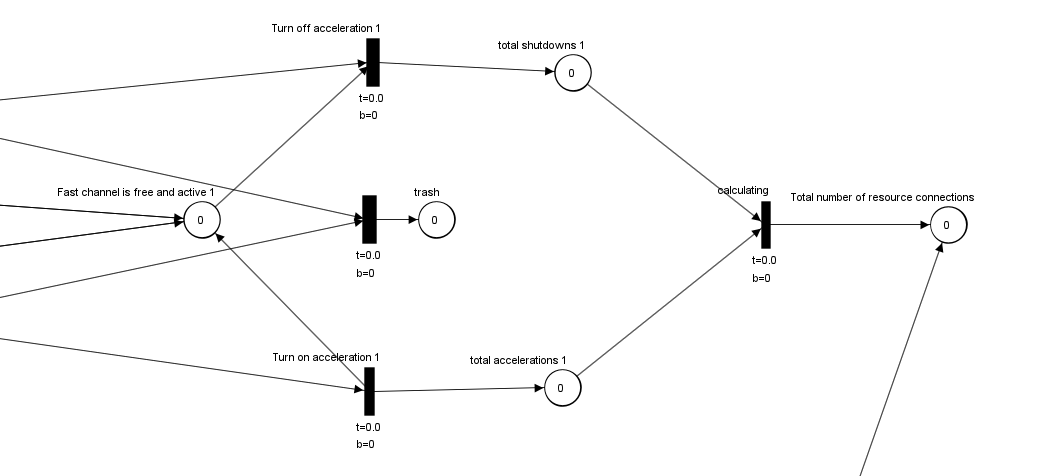 Turn off acceleration 1
total shutdowns 1
0
t=0.0
b=0
Fast channel is free and active 1
trash
calculating
Total number of resource connections
0
0
0
t=0.0
b=0
t=0.0
b=0
Turn on acceleration 1
total accelerations 1
0
t=0.0
b=0